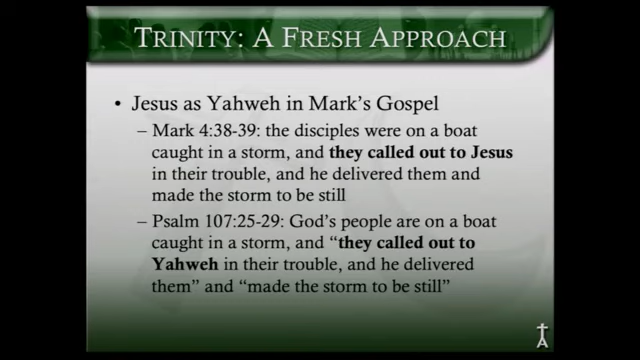 TRINITY: A FRESH APPROACH
• Jesus as Yahweh in Mark's Gospel
– Mark 4:38-39: the disciples were on a boat
caught in a storm, and they called out to Jesus
in their trouble, and he delivered them and
made the storm to be still
– Psalm 107:25-29: God's people are on a boat
caught in a storm, and “they called out to
Yahweh in their trouble, and he delivered
them” and “made the storm to be still”